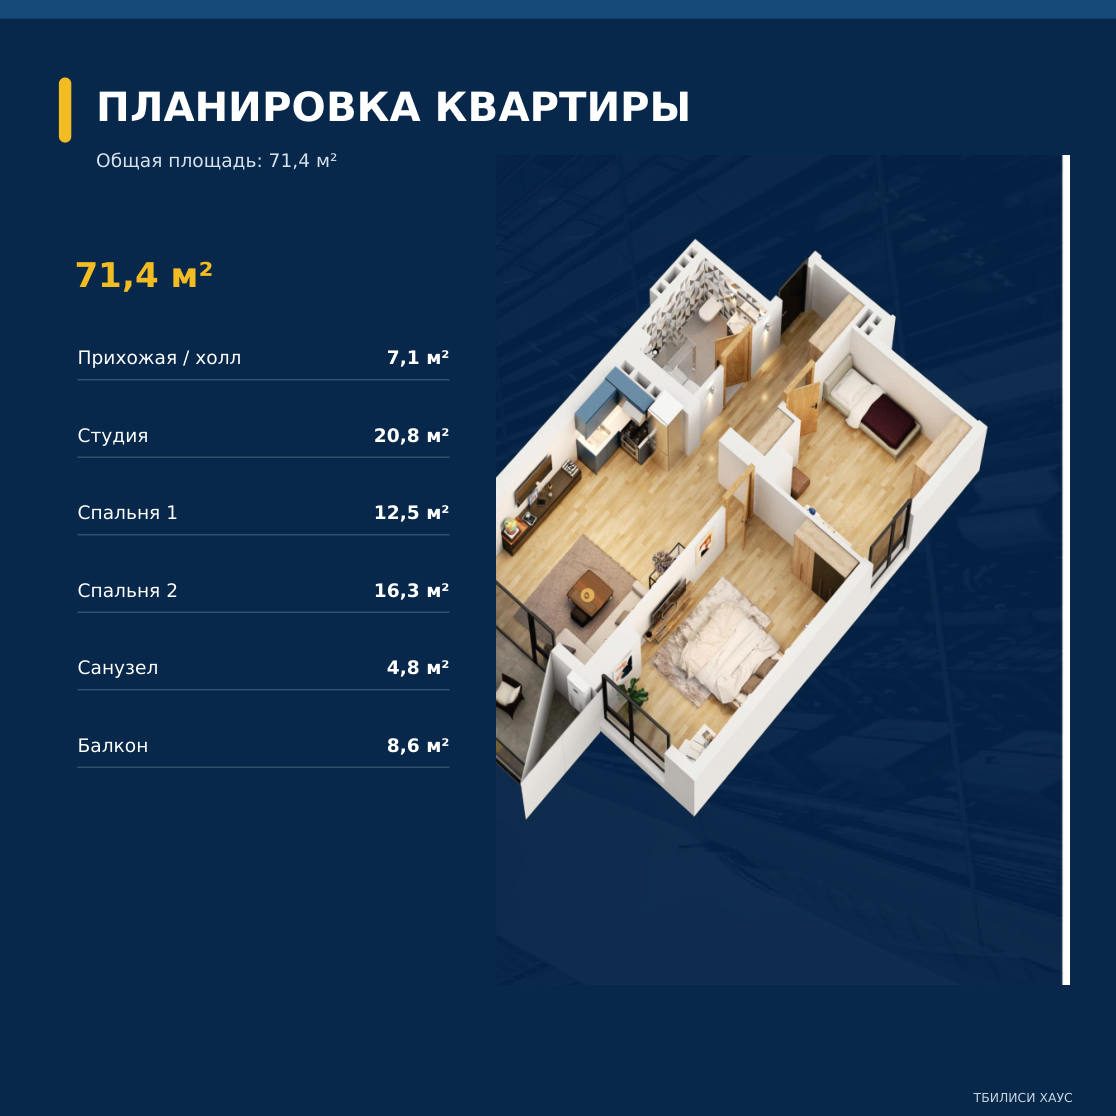 ПЛАНИРОВКА КВАРТИРЫ
Общая площадь: 71,4 м²
71,4 м²
Прихожая / холл 7,1 м²
Студия 20,8 м²
Спальня 1 12,5 м²
Спальня 2 16,3 м²
Санузел 4,8 м²
Балкон 8,6 м²
ТБИЛИСИ ХАУС